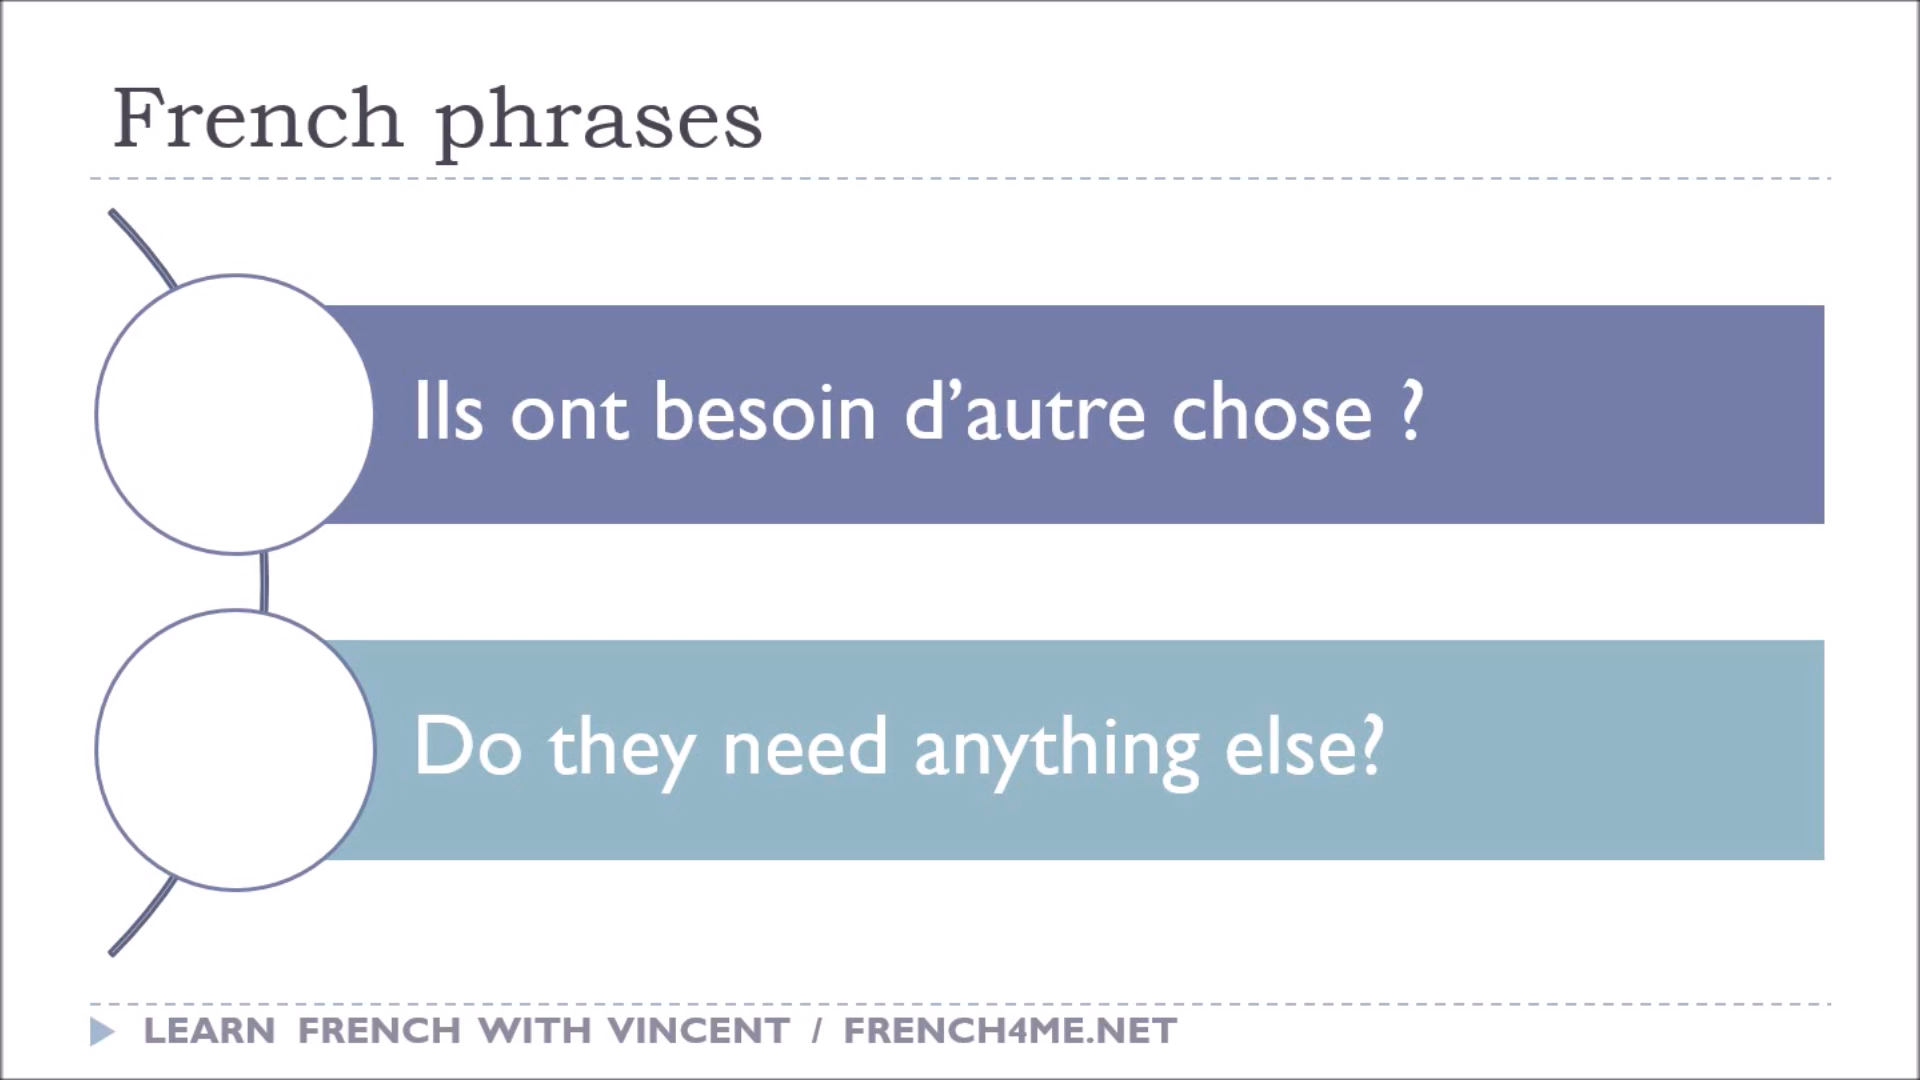 French phrases
Ils ont besoin d’autre chose ?
Do they need anything else?
LEARN FRENCH WITH VINCENT / FRENCH4ME.NET